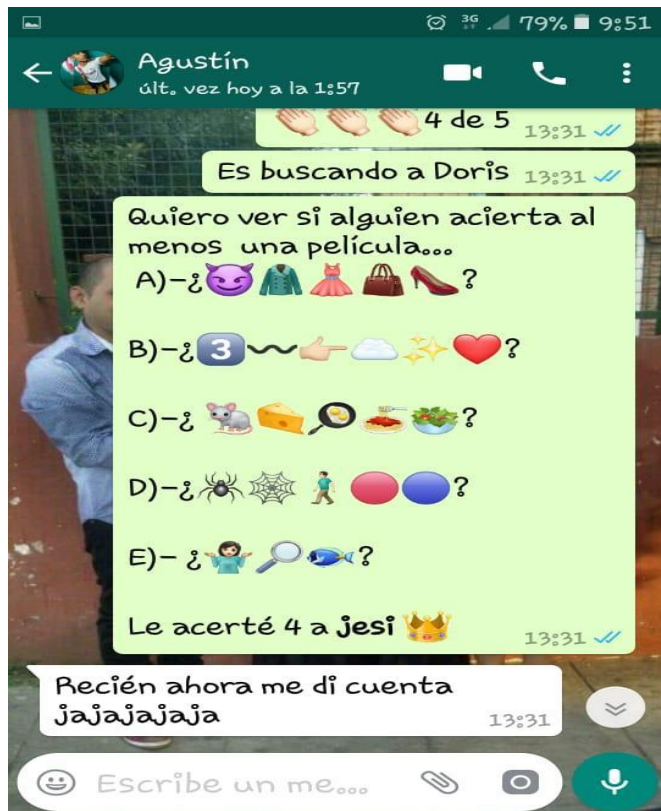 3G 79% 9:51
Agustín
últ. vez hoy a la 1:57
👏🏻👏🏻👏🏻4 de 5 13:31
Es buscando a Doris 13:31
Quiero ver si alguien acierta al
menos una película...
A)-¿😈🧥👗👜👠?
B)-¿3️⃣〰️👉🏻☁️✨❤️?
C)-¿🐁🧀🍳🍝🥗?
D)-¿🕷️🕸️🚶🔴🔵?
E)- ¿🤷🏻‍♀️🔎🐟?
Le acerté 4 a jesi 👑 13:31
Recién ahora me di cuenta
jajajajaja 13:31
Escribe un me...